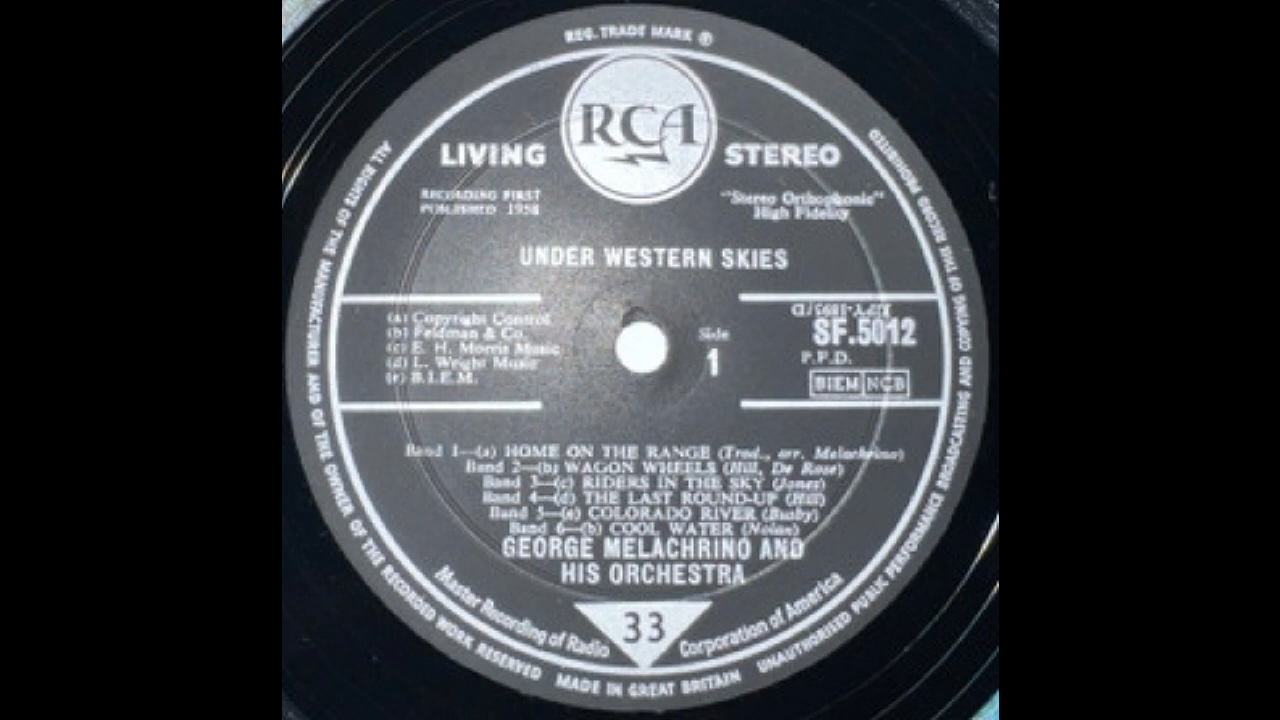 REG. TRADE MARK ®
RCA
LIVING STEREO
RECORDING FIRST
PUBLISHED 1958
"Stereo Orthophonic"
High Fidelity
UNDER WESTERN SKIES
(a) Copyright Control
(b) Feldman & Co.
(c) E. H. Morris Music
(d) L. Wright Music
(e) B.I.E.M.
Side
1
SF.5012
P.F.D.
BIEM NCB
Band 1—(a) HOME ON THE RANGE (Trad., arr. Melachrino)
Band 2—(b) WAGON WHEELS (Hill, De Rose)
Band 3—(c) RIDERS IN THE SKY (Jones)
Band 4—(d) THE LAST ROUND-UP (Hill)
Band 5—(e) COLORADO RIVER (Busby)
Band 6—(b) COOL WATER (Nolan)
GEORGE MELACHRINO AND
HIS ORCHESTRA
Master Recording of Radio Corporation of America
33
ALL RIGHTS OF THE MANUFACTURER AND OF THE OWNER OF THE RECORDED WORK RESERVED
MADE IN GREAT BRITAIN
UNAUTHORISED PUBLIC PERFORMANCE BROADCASTING AND COPYING OF THIS RECORD PROHIBITED